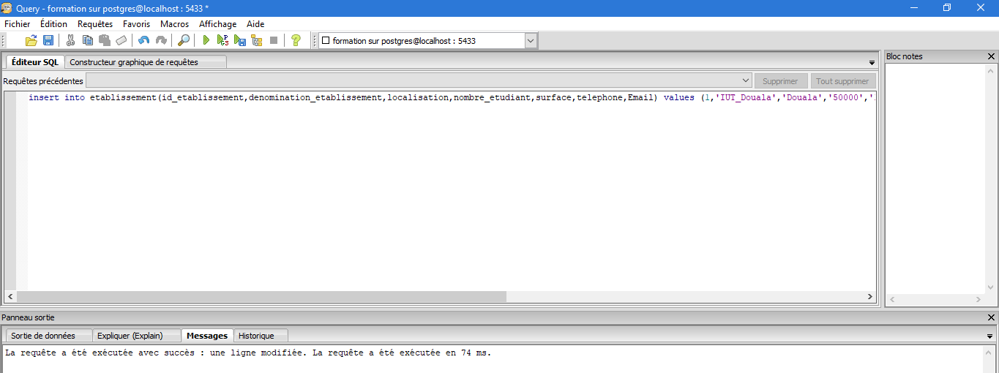 Query - formation sur postgres@localhost : 5433 *
Fichier Édition Requêtes Favoris Macros Affichage Aide
formation sur postgres@localhost : 5433
Éditeur SQL Constructeur graphique de requêtes
Bloc notes
Requêtes précédentes Supprimer Tout supprimer
insert into etablissement(id_etablissement,denomination_etablissement,localisation,nombre_etudiant,surface,telephone,Email) values (1,'IUT_Douala','Douala','50000','
Panneau sortie
Sortie de données Expliquer (Explain) Messages Historique
La requête a été exécutée avec succès : une ligne modifiée. La requête a été exécutée en 74 ms.